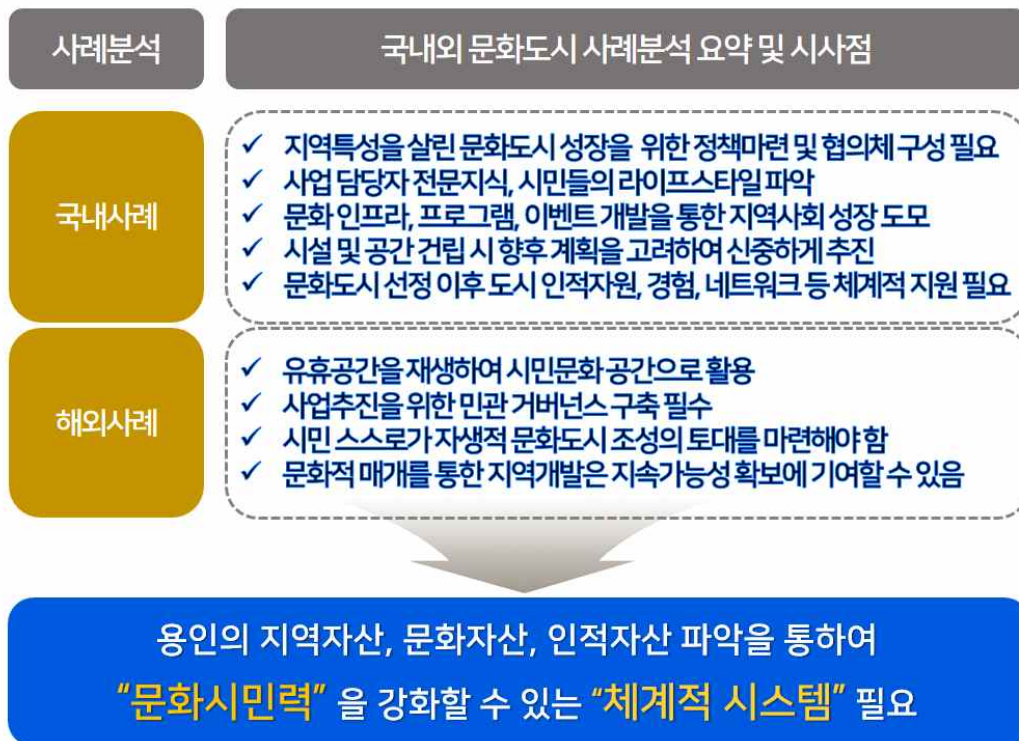 사례분석
국내외 문화도시 사례분석 요약 및 시사점
국내사례
✓ 지역특성을 살린 문화도시 성장을 위한 정책마련 및 협의체 구성 필요
✓ 사업 담당자 전문지식, 시민들의 라이프스타일 파악
✓ 문화 인프라, 프로그램, 이벤트 개발을 통한 지역사회 성장 도모
✓ 시설 및 공간 건립 시 향후 계획을 고려하여 신중하게 추진
✓ 문화도시 선정 이후 도시 인적자원, 경험, 네트워크 등 체계적 지원 필요
해외사례
✓ 유휴공간을 재생하여 시민문화 공간으로 활용
✓ 사업추진을 위한 민관 거버넌스 구축 필수
✓ 시민 스스로가 자생적 문화도시 조성의 토대를 마련해야 함
✓ 문화적 매개를 통한 지역개발은 지속가능성 확보에 기여할 수 있음
용인의 지역자산, 문화자산, 인적자산 파악을 통하여
“문화시민력” 을 강화할 수 있는 “체계적 시스템” 필요